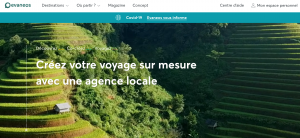 evaneos
Destinations
Où partir ?
Magazine
Concept
Centre d'aide
Mon espace personnel
Covid-19
Evaneos vous informe
Créez votre voyage sur mesure
avec une agence locale